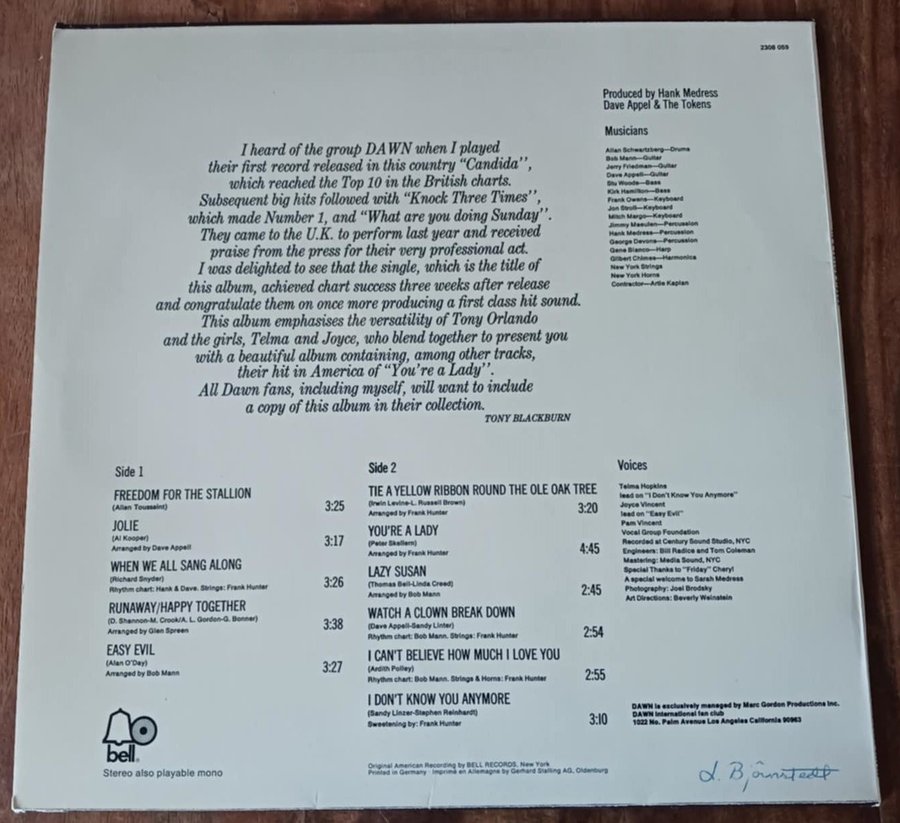 2308 059
Produced by Hank Medress
Dave Appel & The Tokens
Musicians
Allan Schwartzberg—Drums
Bob Mann—Guitar
Jerry Friedman—Guitar
Dave Appell—Guitar
Stu Woods—Bass
Kirk Hamilton—Bass
Frank Owens—Keyboard
Jon Stroll—Keyboard
Mitch Margo—Keyboard
Jimmy Maeulen—Percussion
Hank Medress—Percussion
George Devons—Percussion
Gene Bianco—Harp
Gilbert Chimes—Harmonica
New York Strings
New York Horns
Contractor—Artie Kaplan
I heard of the group DAWN when I played
their first record released in this country "Candida",
which reached the Top 10 in the British charts.
Subsequent big hits followed with "Knock Three Times",
which made Number 1, and "What are you doing Sunday".
They came to the U.K. to perform last year and received
praise from the press for their very professional act.
I was delighted to see that the single, which is the title of
this album, achieved chart success three weeks after release
and congratulate them on once more producing a first class hit sound.
This album emphasises the versatility of Tony Orlando
and the girls, Telma and Joyce, who blend together to present you
with a beautiful album containing, among other tracks,
their hit in America of "You're a Lady".
All Dawn fans, including myself, will want to include
a copy of this album in their collection.
TONY BLACKBURN
Side 1
FREEDOM FOR THE STALLION
(Allen Toussaint) 3:25
JOLIE
(Al Kooper)
Arranged by Dave Appell 3:17
WHEN WE ALL SANG ALONG
(Richard Snyder)
Rhythm chart: Hank & Dave. Strings: Frank Hunter 3:26
RUNAWAY/HAPPY TOGETHER
(D. Shannon-M. Crook/A. L. Gordon-G. Bonner)
Arranged by Glen Spreen 3:38
EASY EVIL
(Alan O'Day)
Arranged by Bob Mann 3:27
Side 2
TIE A YELLOW RIBBON ROUND THE OLE OAK TREE
(Irwin Levine-L. Russell Brown)
Arranged by Frank Hunter 3:20
YOU'RE A LADY
(Peter Skellern)
Arranged by Frank Hunter 4:45
LAZY SUSAN
(Thomas Bell-Linda Creed)
Arranged by Bob Mann 2:45
WATCH A CLOWN BREAK DOWN
(Dave Appell-Sandy Linter)
Rhythm chart: Bob Mann. Strings: Frank Hunter 2:54
I CAN'T BELIEVE HOW MUCH I LOVE YOU
(Ardith Polley)
Rhythm chart: Bob Mann. Strings & Horns: Frank Hunter 2:55
I DON'T KNOW YOU ANYMORE
(Sandy Linzer-Stephen Reinhardt)
Sweetening by: Frank Hunter 3:10
Voices
Telma Hopkins
lead on "I Don't Know You Anymore"
Joyce Vincent
lead on "Easy Evil"
Pam Vincent
Vocal Group Foundation
Recorded at Century Sound Studio, NYC
Engineers: Bill Radice and Tom Coleman
Mastering: Media Sound, NYC
Special Thanks to "Friday" Cheryl
A special welcome to Sarah Medress
Photography: Joel Brodsky
Art Directions: Beverly Weinstein
DAWN is exclusively managed by Marc Gordon Productions Inc.
DAWN International fan club
1022 No. Palm Avenue Los Angeles California 90963
bell.
Stereo also playable mono
Original American Recording by BELL RECORDS, New York
Printed in Germany · Imprimé en Allemagne by Gerhard Stalling AG, Oldenburg
L. Björnstedt